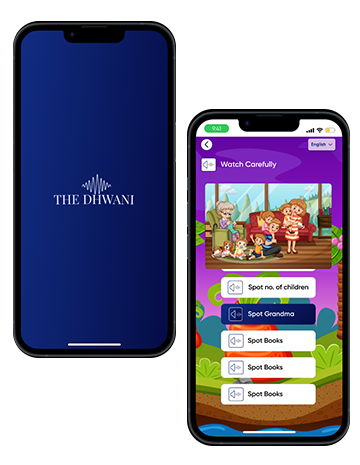 THE DHWANI
9:41
English
Watch Carefully
Spot no. of children
Spot Grandma
Spot Books
Spot Books
Spot Books